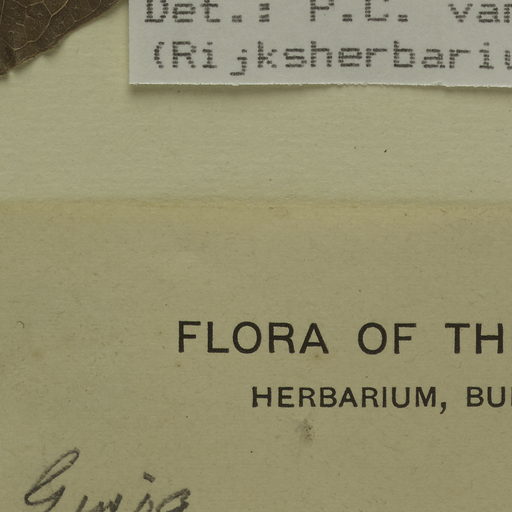 Det.: P.C. van
(Rijksherbariu
FLORA OF TH
HERBARIUM, BU